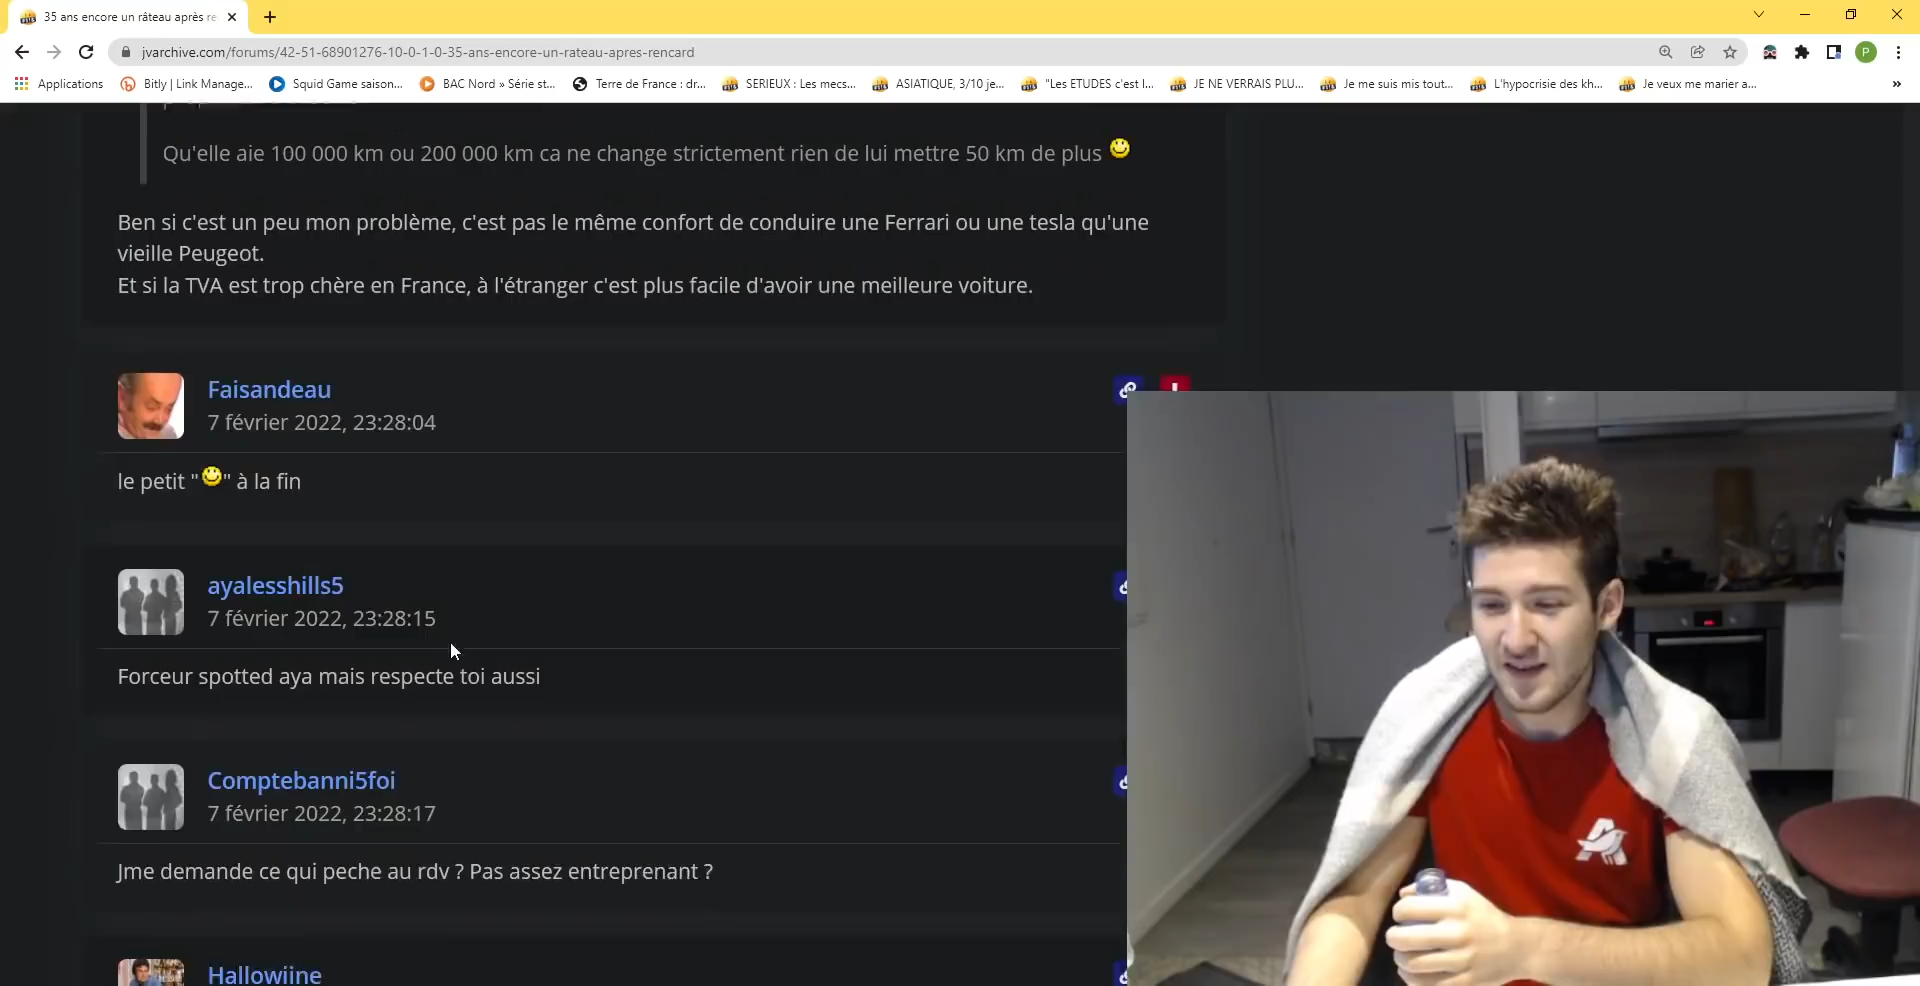 35 ans encore un râteau après re
jvarchive.com/forums/42-51-68901276-10-0-1-0-35-ans-encore-un-rateau-apres-rencard
P
Applications
Bitly | Link Manage...
Squid Game saison...
BAC Nord » Série st...
Terre de France : dr...
SERIEUX : Les mecs...
ASIATIQUE, 3/10 je...
"Les ETUDES c'est l...
JE NE VERRAIS PLU...
Je me suis mis tout...
L'hypocrisie des kh...
Je veux me marier a...
»
Qu'elle aie 100 000 km ou 200 000 km ca ne change strictement rien de lui mettre 50 km de plus
Ben si c'est un peu mon problème, c'est pas le même confort de conduire une Ferrari ou une tesla qu'une
vieille Peugeot.
Et si la TVA est trop chère en France, à l'étranger c'est plus facile d'avoir une meilleure voiture.
Faisandeau
7 février 2022, 23:28:04
le petit " " à la fin
ayalesshills5
7 février 2022, 23:28:15
Forceur spotted aya mais respecte toi aussi
Comptebanni5foi
7 février 2022, 23:28:17
Jme demande ce qui peche au rdv ? Pas assez entreprenant ?
Hallowiine